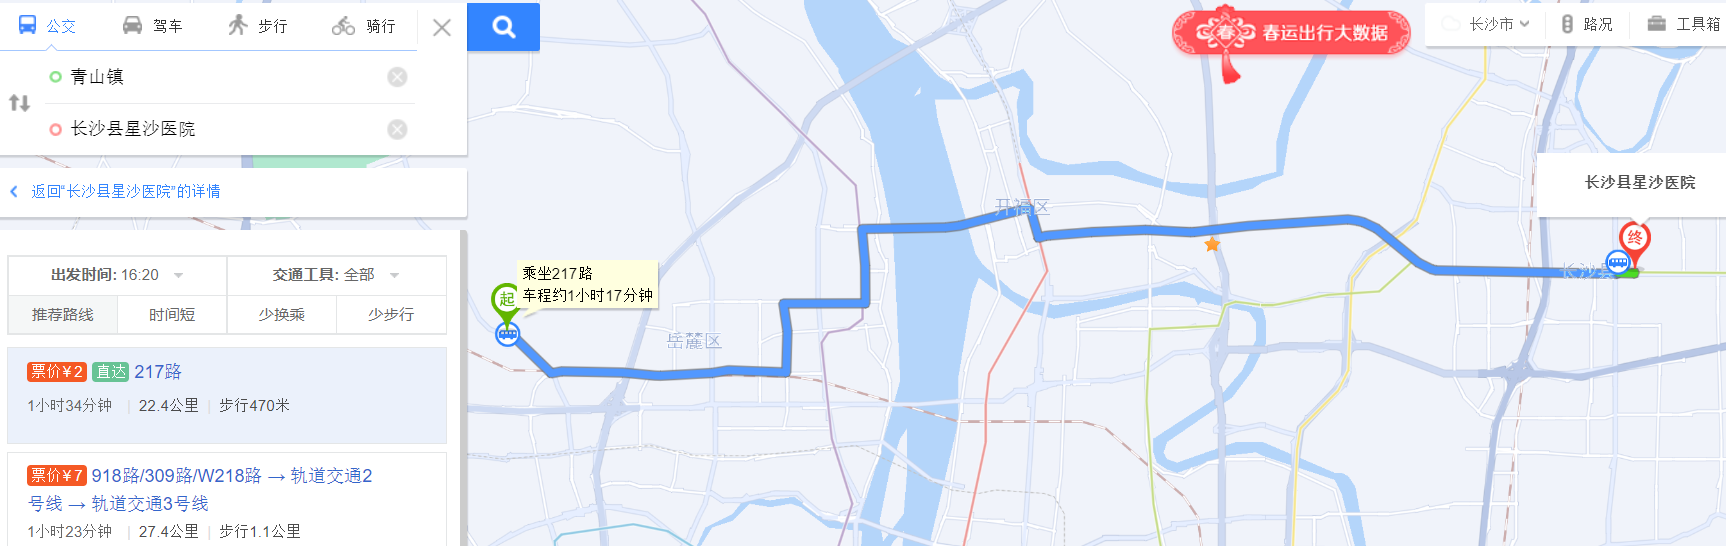 公交 驾车 步行 骑行
青山镇
长沙县星沙医院
返回“长沙县星沙医院”的详情
出发时间: 16:20 交通工具: 全部
推荐路线 时间短 少换乘 少步行
票价¥2 直达 217路
1小时34分钟 | 22.4公里 | 步行470米
票价¥7 918路/309路/W218路 → 轨道交通2
号线 → 轨道交通3号线
1小时23分钟 | 27.4公里 | 步行1.1公里
春 春运出行大数据
长沙市 路况 工具箱
长沙县星沙医院
开福区
终
长沙县
乘坐217路
车程约1小时17分钟
起
岳麓区